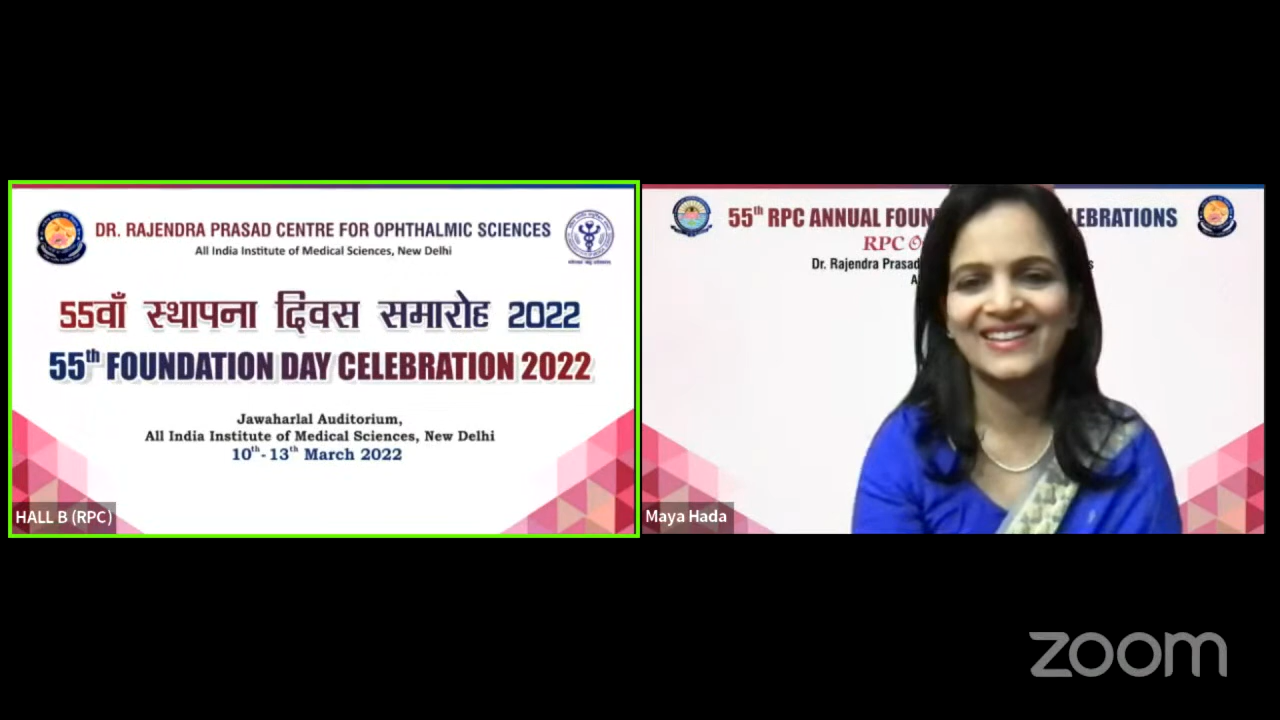 DR. RAJENDRA PRASAD CENTRE FOR OPHTHALMIC SCIENCES
All India Institute of Medical Sciences, New Delhi
55वाँ स्थापना दिवस समारोह 2022
55th FOUNDATION DAY CELEBRATION 2022
Jawaharlal Auditorium,
All India Institute of Medical Sciences, New Delhi
10th - 13th March 2022
HALL B (RPC)
55th RPC ANNUAL FOUN EBRATIONS
RPC
Dr. Rajendra Prasad
Maya Hada
zoom